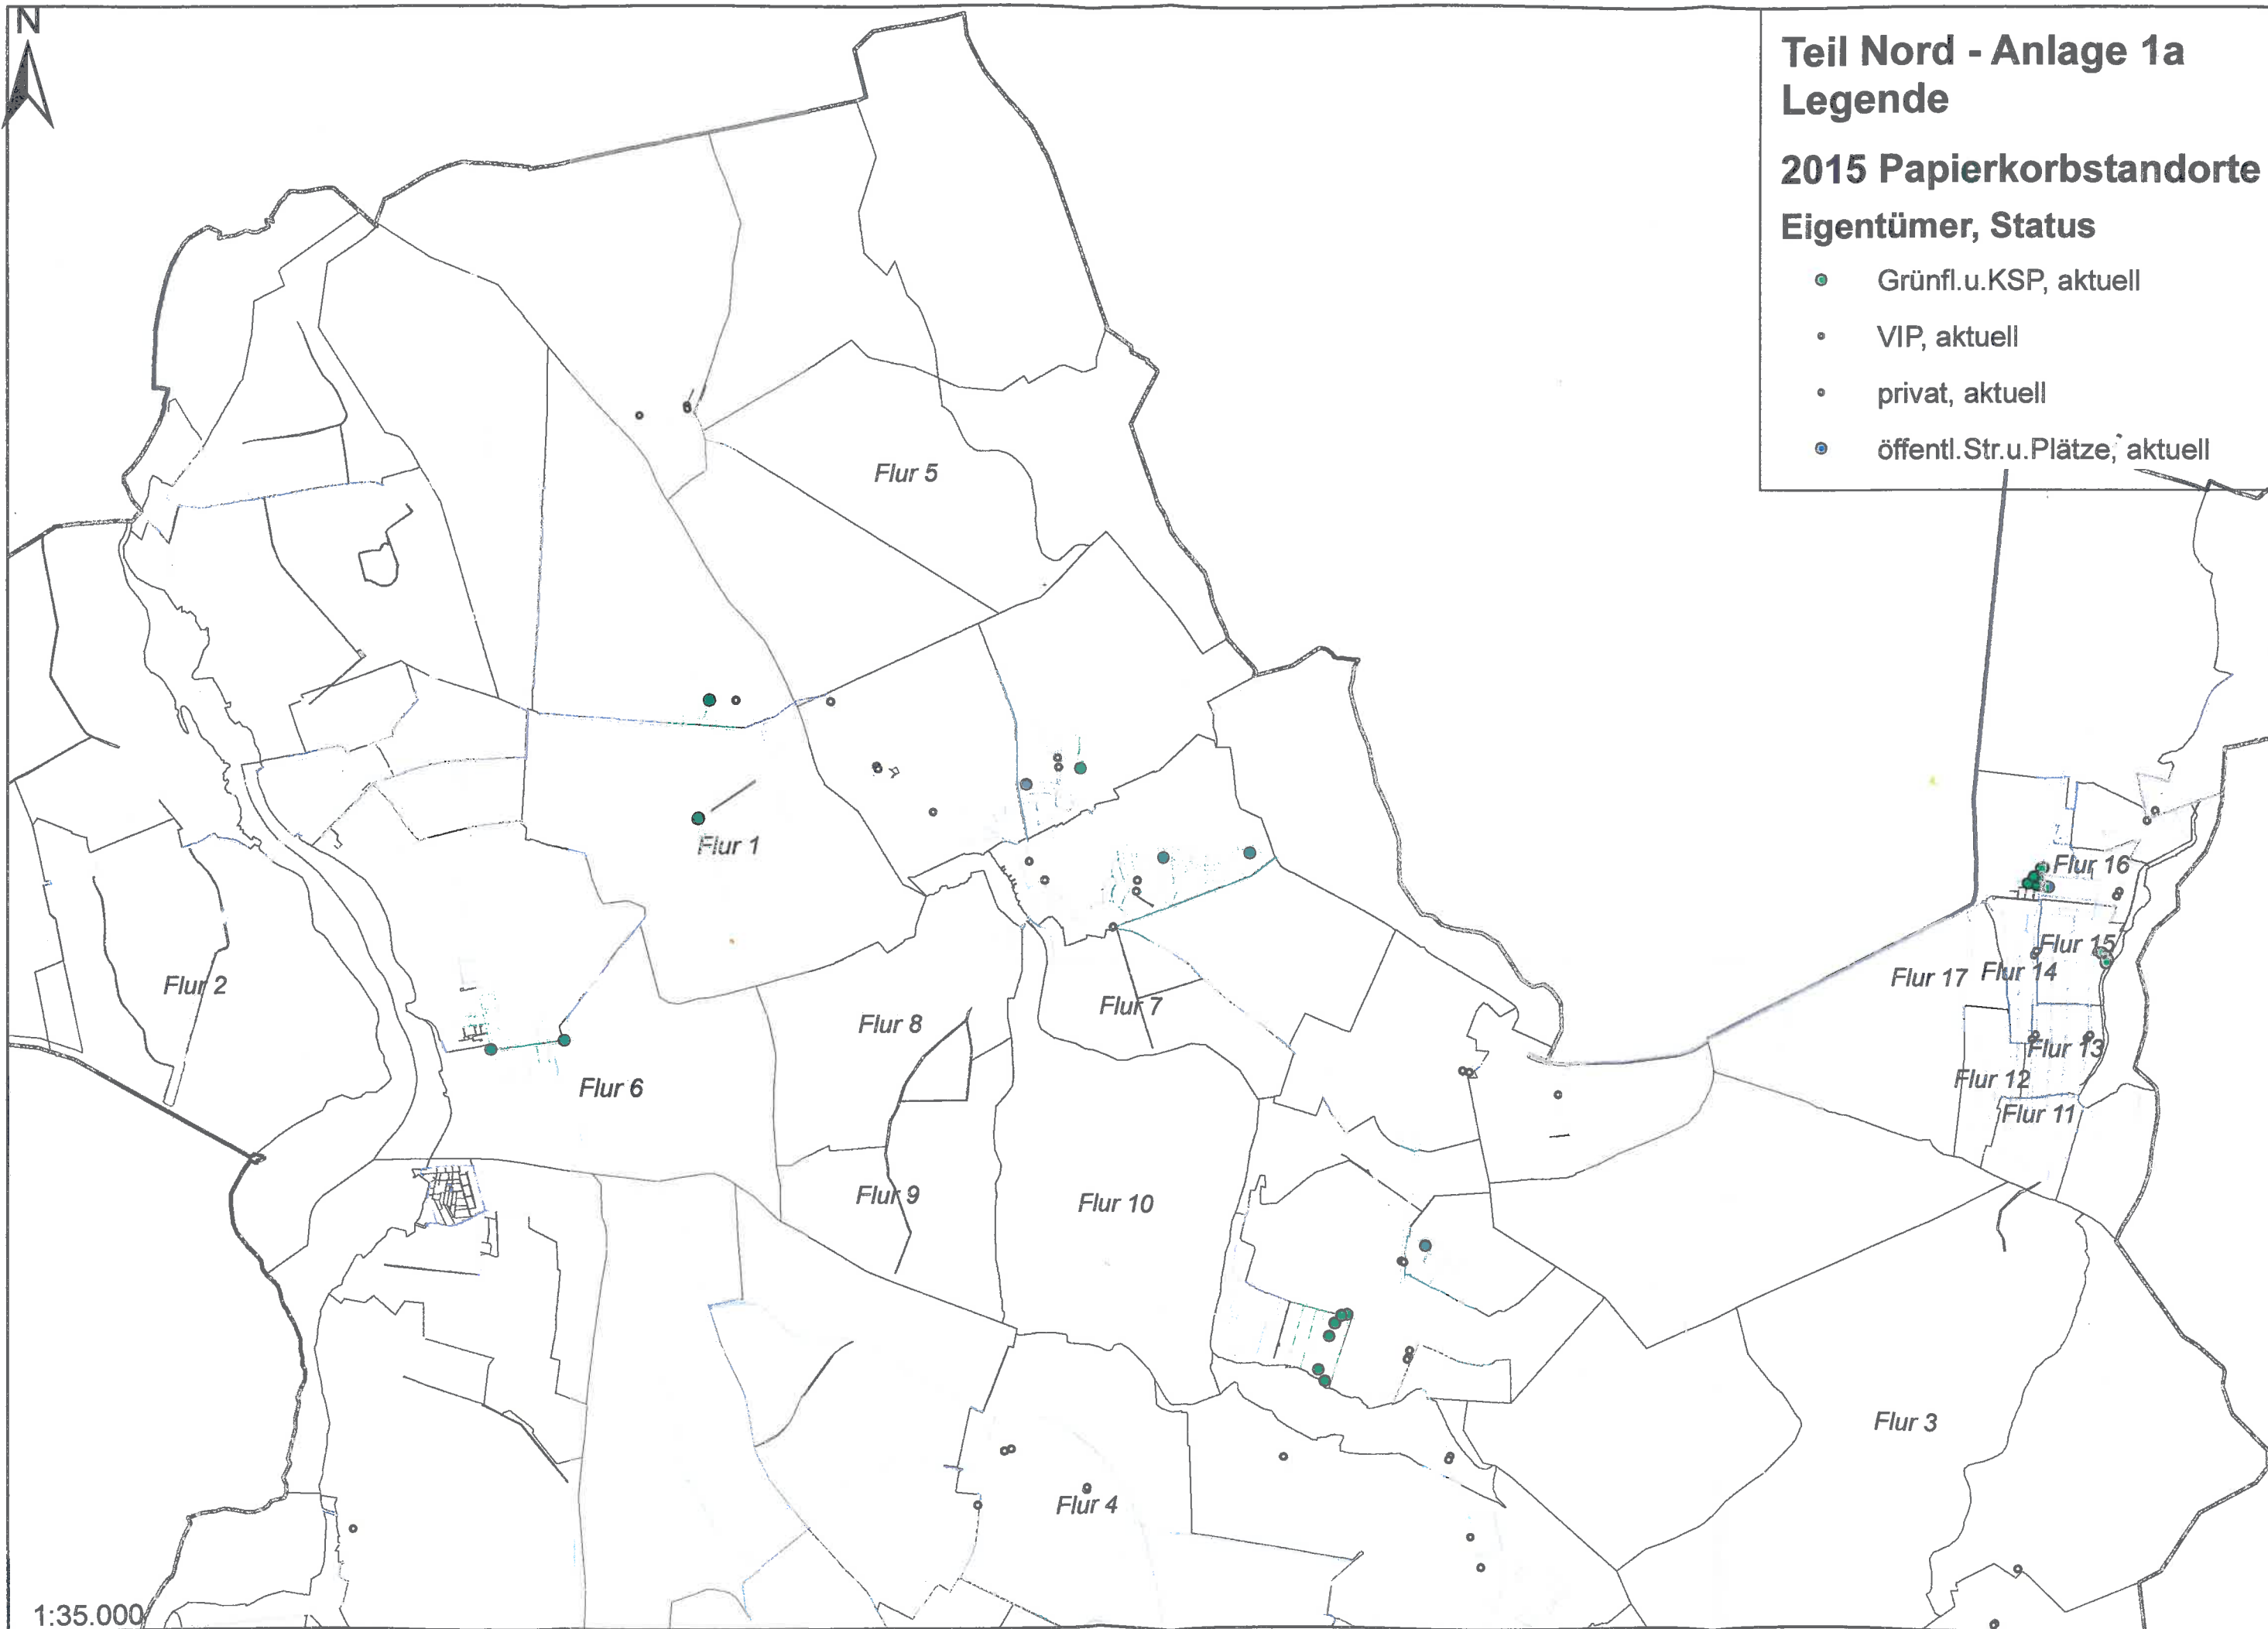 N
Teil Nord - Anlage 1a
Legende
2015 Papierkorbstandorte
Eigentümer, Status
Grünfl.u.KSP, aktuell
VIP, aktuell
privat, aktuell
öffentl.Str.u.Plätze, aktuell
Flur 5
Flur 1
Flur 16
Flur 15
Flur 2
Flur 17
Flur 14
Flur 7
Flur 8
Flur 13
Flur 6
Flur 12
Flur 11
Flur 9
Flur 10
Flur 3
Flur 4
1:35.000